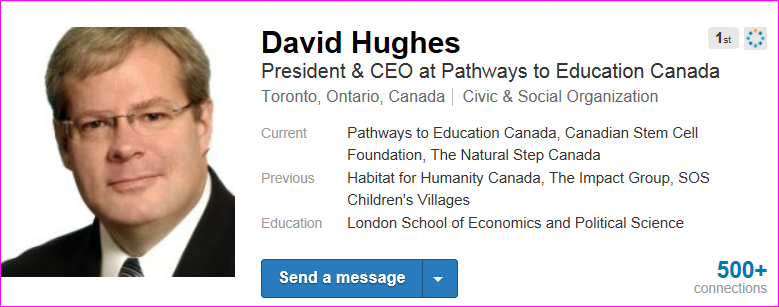 David Hughes
1st
President & CEO at Pathways to Education Canada
Toronto, Ontario, Canada | Civic & Social Organization
Current Pathways to Education Canada, Canadian Stem Cell
Foundation, The Natural Step Canada
Previous Habitat for Humanity Canada, The Impact Group, SOS
Children's Villages
Education London School of Economics and Political Science
Send a message
500+
connections